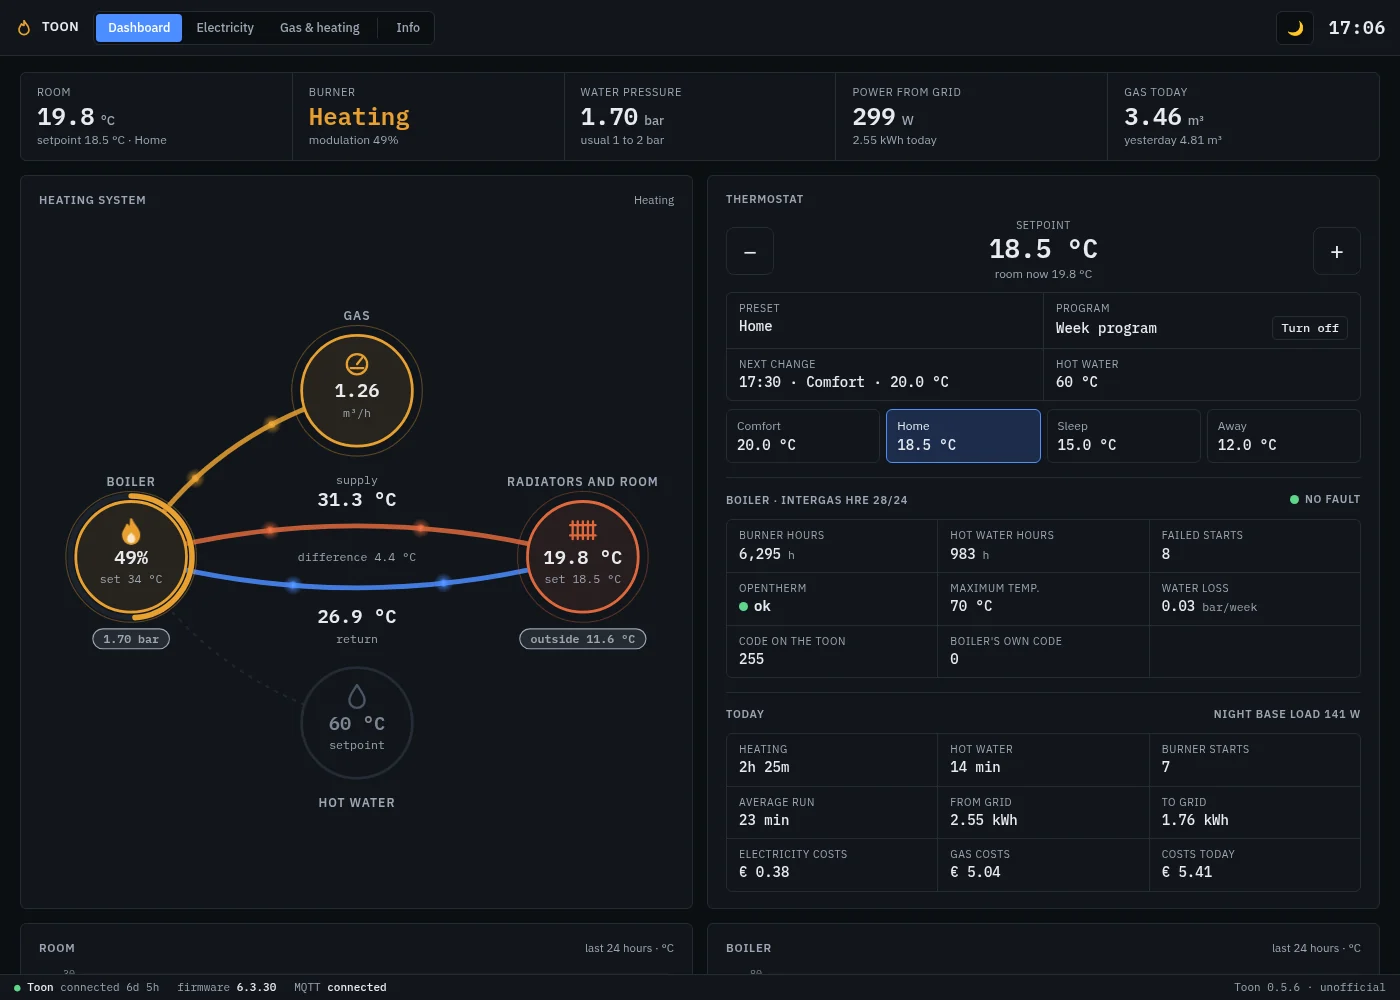 TOON Dashboard Electricity Gas & heating Info 17:06
ROOM
19.8 °C
setpoint 18.5 °C · Home
BURNER
Heating
modulation 49%
WATER PRESSURE
1.70 bar
usual 1 to 2 bar
POWER FROM GRID
299 W
2.55 kWh today
GAS TODAY
3.46 m³
yesterday 4.81 m³
HEATING SYSTEM Heating
GAS
1.26
m³/h
BOILER
49%
set 34 °C
1.70 bar
supply
31.3 °C
difference 4.4 °C
26.9 °C
return
RADIATORS AND ROOM
19.8 °C
set 18.5 °C
outside 11.6 °C
60 °C
setpoint
HOT WATER
THERMOSTAT
SETPOINT
− 18.5 °C +
room now 19.8 °C
PRESET
Home
PROGRAM
Week program Turn off
NEXT CHANGE
17:30 · Comfort · 20.0 °C
HOT WATER
60 °C
Comfort
20.0 °C
Home
18.5 °C
Sleep
15.0 °C
Away
12.0 °C
BOILER · INTERGAS HRE 28/24 NO FAULT
BURNER HOURS
6,295 h
HOT WATER HOURS
983 h
FAILED STARTS
8
OPENTHERM
ok
MAXIMUM TEMP.
70 °C
WATER LOSS
0.03 bar/week
CODE ON THE TOON
255
BOILER'S OWN CODE
0
TODAY NIGHT BASE LOAD 141 W
HEATING
2h 25m
HOT WATER
14 min
BURNER STARTS
7
AVERAGE RUN
23 min
FROM GRID
2.55 kWh
TO GRID
1.76 kWh
ELECTRICITY COSTS
€ 0.38
GAS COSTS
€ 5.04
COSTS TODAY
€ 5.41
ROOM last 24 hours · °C
BOILER last 24 hours · °C
Toon connected 6d 5h firmware 6.3.30 MQTT connected Toon 0.5.6 · unofficial